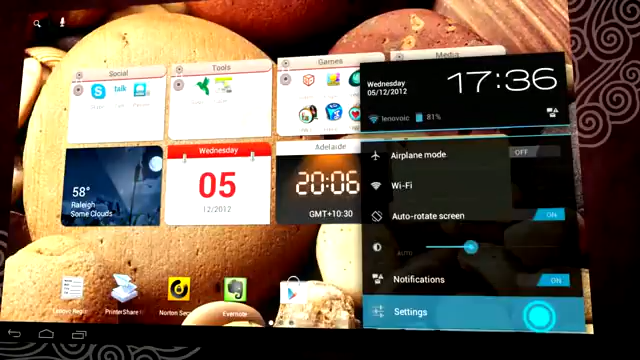 Social
Tools
Games
Media
talk
Wednesday
05/12/2012
17:36
lenovoic
81%
Wednesday
05
12/2012
Adelaide
20:06
GMT+10:30
58°
Raleigh
Some Clouds
Airplane mode
OFF
Wi-Fi
Auto-rotate screen
ON
AUTO
Notifications
ON
Settings
PrinterShare
Norton Sec
Evernote